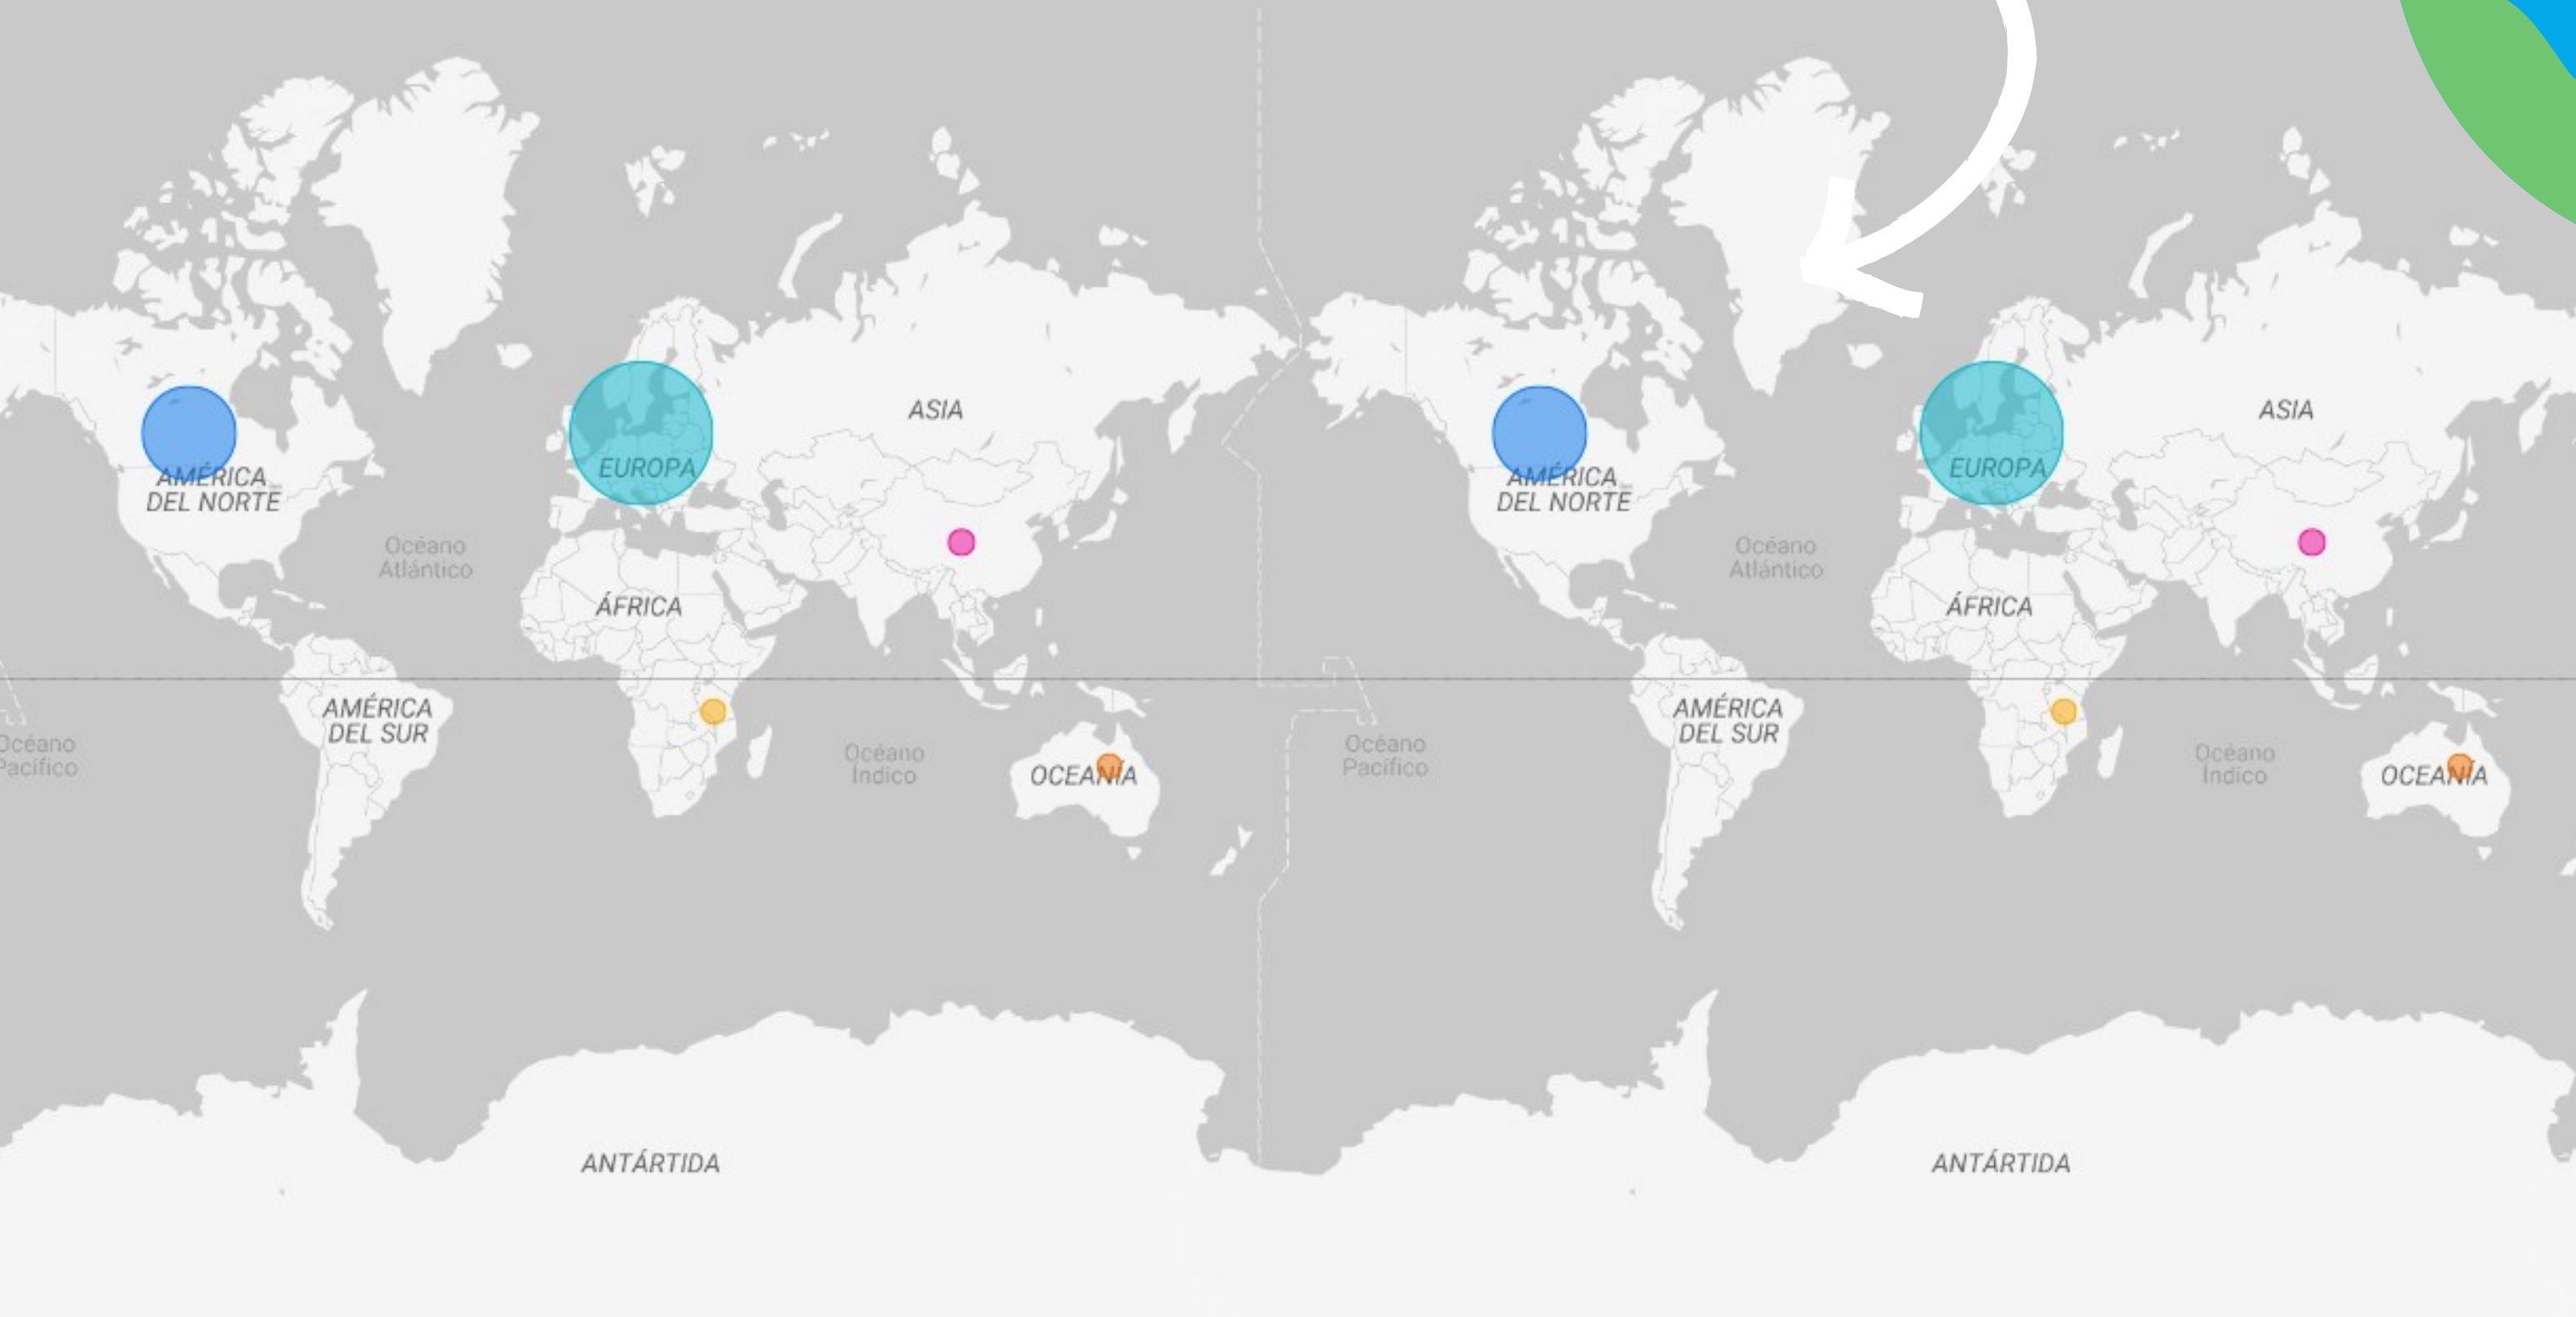 ASIA
ASIA
EUROPA
EUROPA
AMÉRICA
DEL NORTE
AMÉRICA
DEL NORTE
Océano
Atlántico
Océano
Atlántico
ÁFRICA
ÁFRICA
AMÉRICA
DEL SUR
AMÉRICA
DEL SUR
Océano
Pacífico
Océano
Índico
Océano
Pacífico
Océano
Índico
OCEANÍA
OCEANÍA
ANTÁRTIDA
ANTÁRTIDA